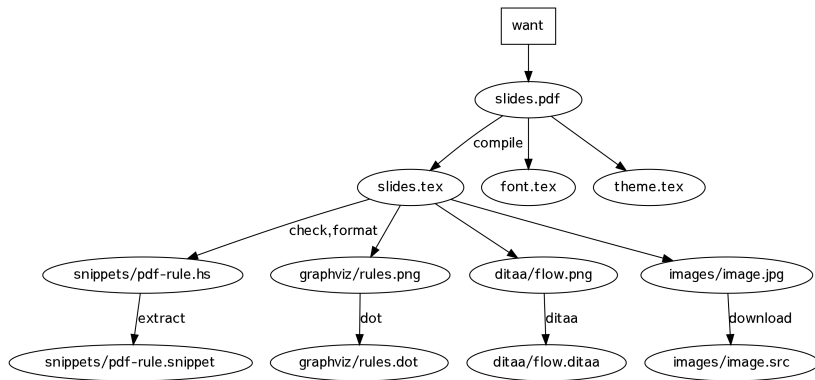 want
slides.pdf
compile
slides.tex
font.tex
theme.tex
check,format
snippets/pdf-rule.hs
graphviz/rules.png
ditaa/flow.png
images/image.jpg
extract
dot
ditaa
download
snippets/pdf-rule.snippet
graphviz/rules.dot
ditaa/flow.ditaa
images/image.src